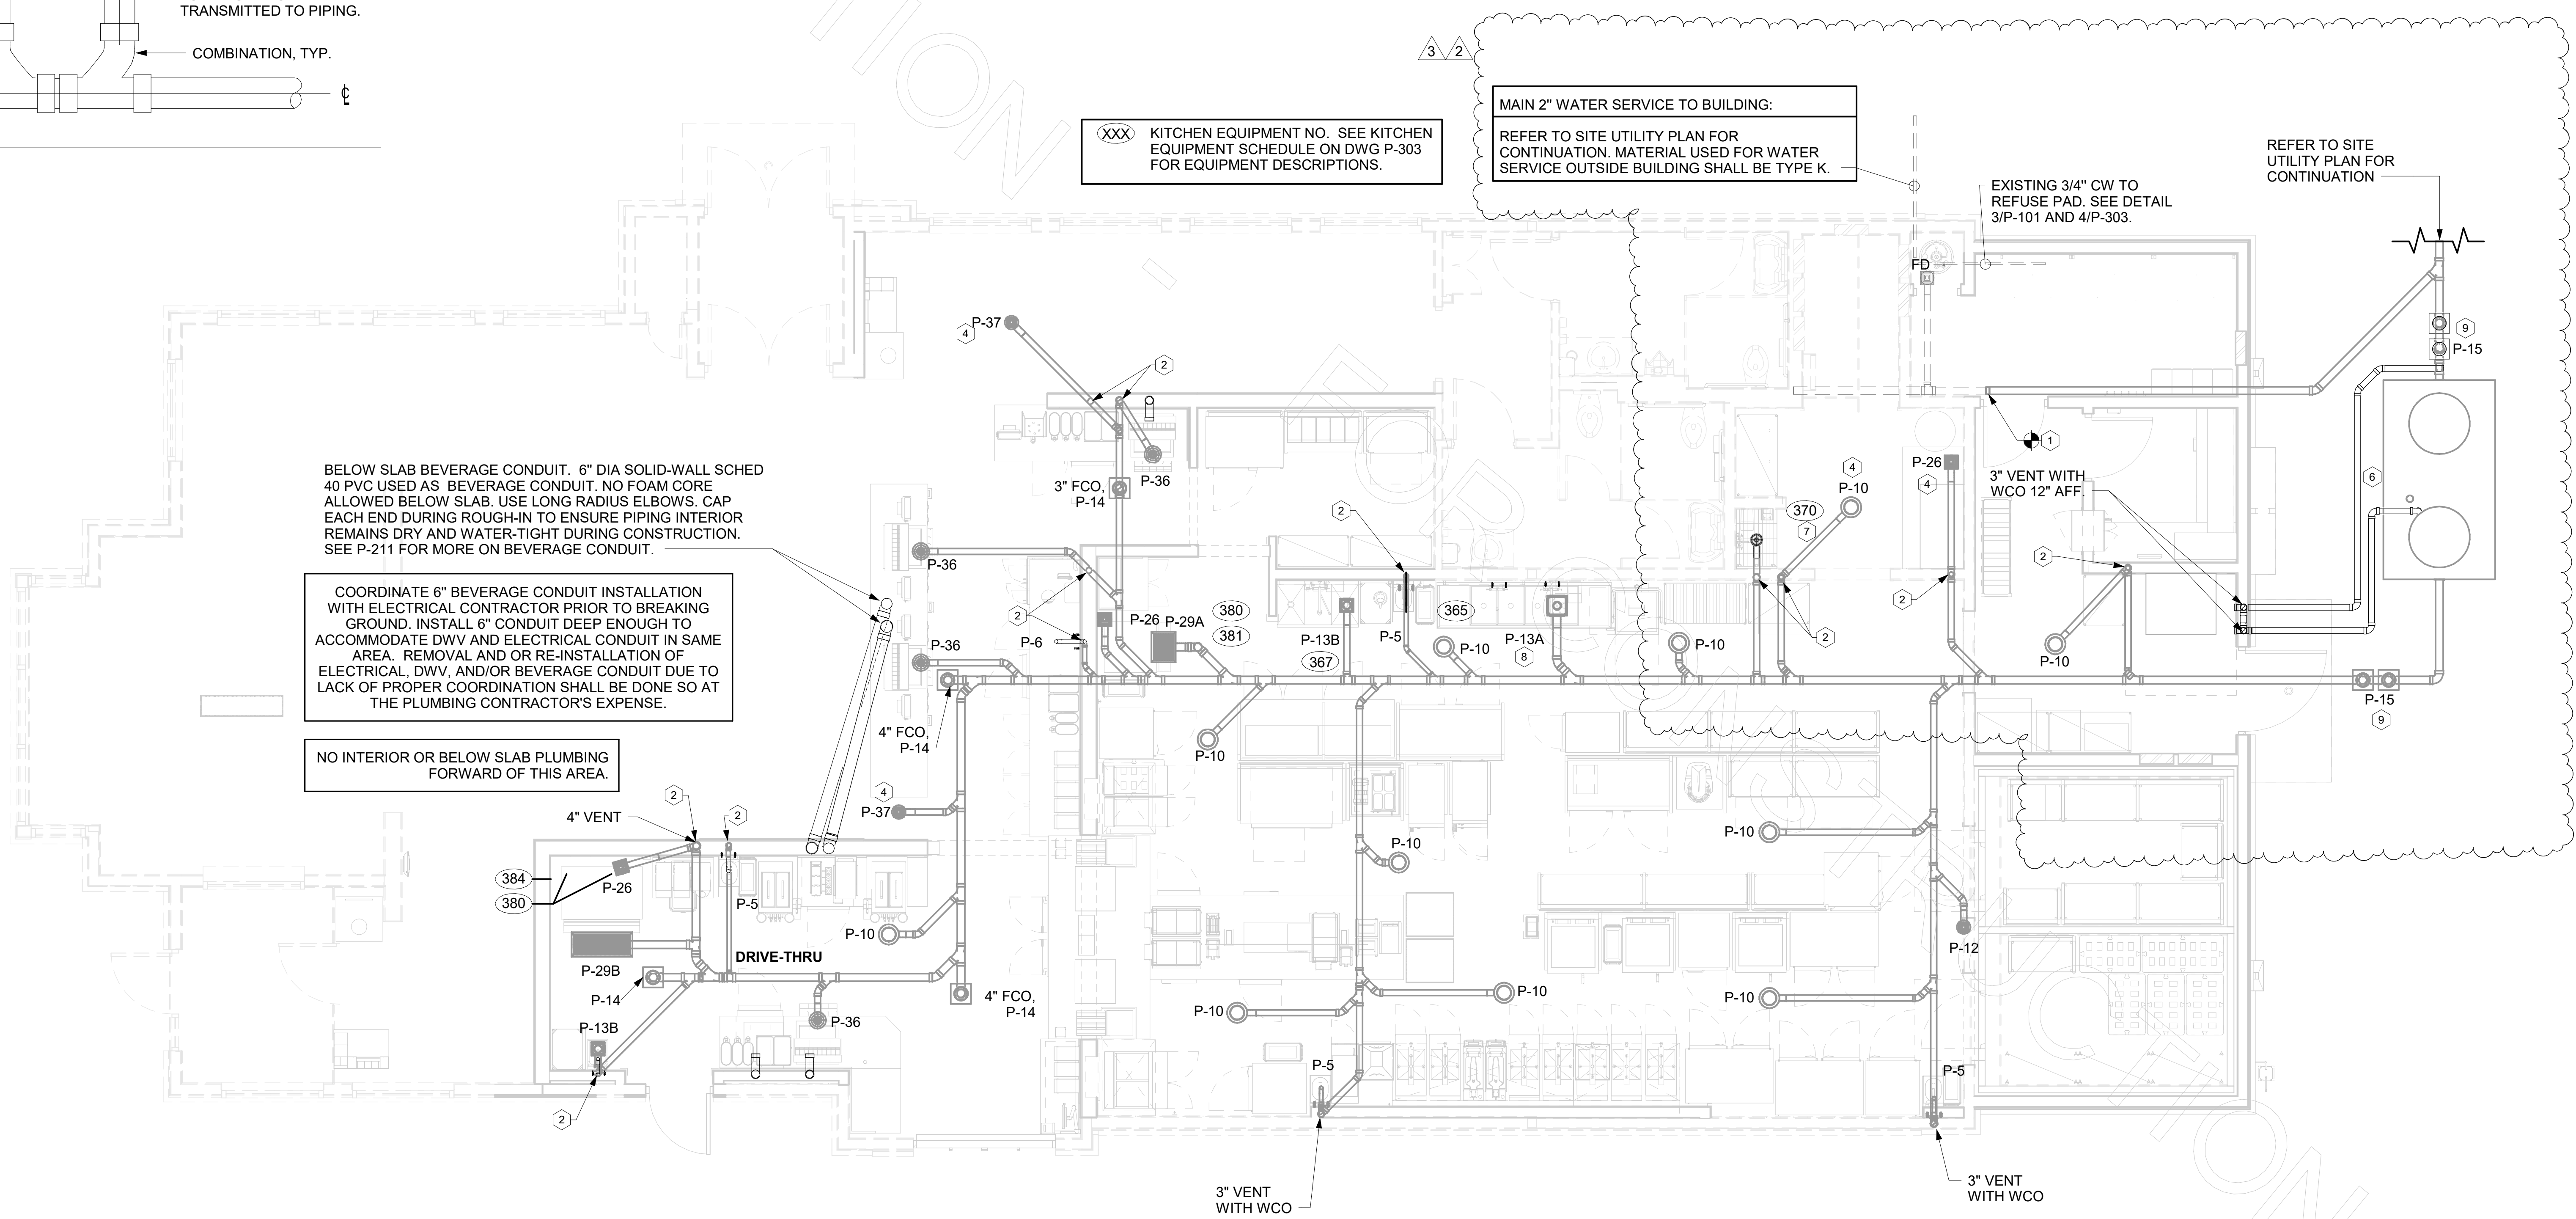 TRANSMITTED TO PIPING.
COMBINATION, TYP.
℄
3
2
XXX
KITCHEN EQUIPMENT NO. SEE KITCHEN
EQUIPMENT SCHEDULE ON DWG P-303
FOR EQUIPMENT DESCRIPTIONS.
MAIN 2" WATER SERVICE TO BUILDING:
REFER TO SITE UTILITY PLAN FOR
CONTINUATION. MATERIAL USED FOR WATER
SERVICE OUTSIDE BUILDING SHALL BE TYPE K.
REFER TO SITE
UTILITY PLAN FOR
CONTINUATION
EXISTING 3/4" CW TO
REFUSE PAD. SEE DETAIL
3/P-101 AND 4/P-303.
FD
P-37
4
2
9
P-15
1
BELOW SLAB BEVERAGE CONDUIT. 6" DIA SOLID-WALL SCHED
40 PVC USED AS BEVERAGE CONDUIT. NO FOAM CORE
ALLOWED BELOW SLAB. USE LONG RADIUS ELBOWS. CAP
EACH END DURING ROUGH-IN TO ENSURE PIPING INTERIOR
REMAINS DRY AND WATER-TIGHT DURING CONSTRUCTION.
SEE P-211 FOR MORE ON BEVERAGE CONDUIT.
3" FCO,
P-14
P-36
4
P-10
370
7
P-26
4
3" VENT WITH
WCO 12" AFF.
6
2
2
P-36
COORDINATE 6" BEVERAGE CONDUIT INSTALLATION
WITH ELECTRICAL CONTRACTOR PRIOR TO BREAKING
GROUND. INSTALL 6" CONDUIT DEEP ENOUGH TO
ACCOMMODATE DWV AND ELECTRICAL CONDUIT IN SAME
AREA. REMOVAL AND OR RE-INSTALLATION OF
ELECTRICAL, DWV, AND/OR BEVERAGE CONDUIT DUE TO
LACK OF PROPER COORDINATION SHALL BE DONE SO AT
THE PLUMBING CONTRACTOR'S EXPENSE.
2
P-6
P-26
P-29A
380
381
P-13B
367
P-5
365
P-10
P-13A
8
P-10
2
2
P-10
P-36
4" FCO,
P-14
P-10
P-15
9
NO INTERIOR OR BELOW SLAB PLUMBING
FORWARD OF THIS AREA.
4" VENT
2
2
4
P-37
P-10
P-10
384
380
P-26
P-5
P-10
P-12
DRIVE-THRU
P-29B
P-14
P-13B
2
P-36
4" FCO,
P-14
P-10
P-10
P-10
P-5
P-5
3" VENT
WITH WCO
3" VENT
WITH WCO
FOR CONSTRUCTION